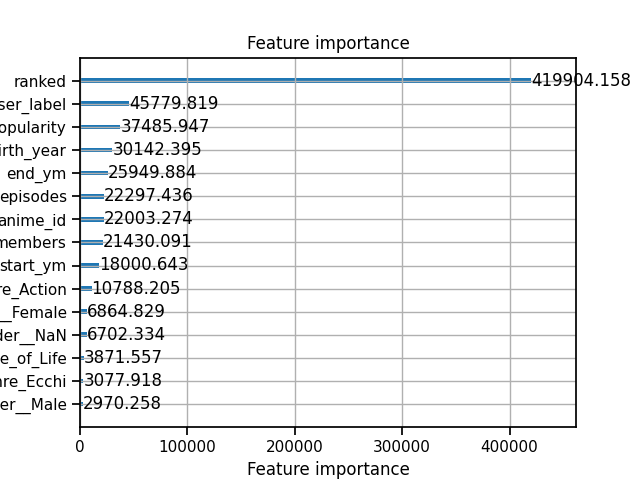 Feature importance
ranked 419904.158
ser_label 45779.819
opularity 37485.947
irth_year 30142.395
end_ym 25949.884
episodes 22297.436
anime_id 22003.274
members 21430.091
start_ym 18000.643
re_Action 10788.205
_Female 6864.829
der__NaN 6702.334
e_of_Life 3871.557
nre_Ecchi 3077.918
er__Male 2970.258
0 100000 200000 300000 400000
Feature importance